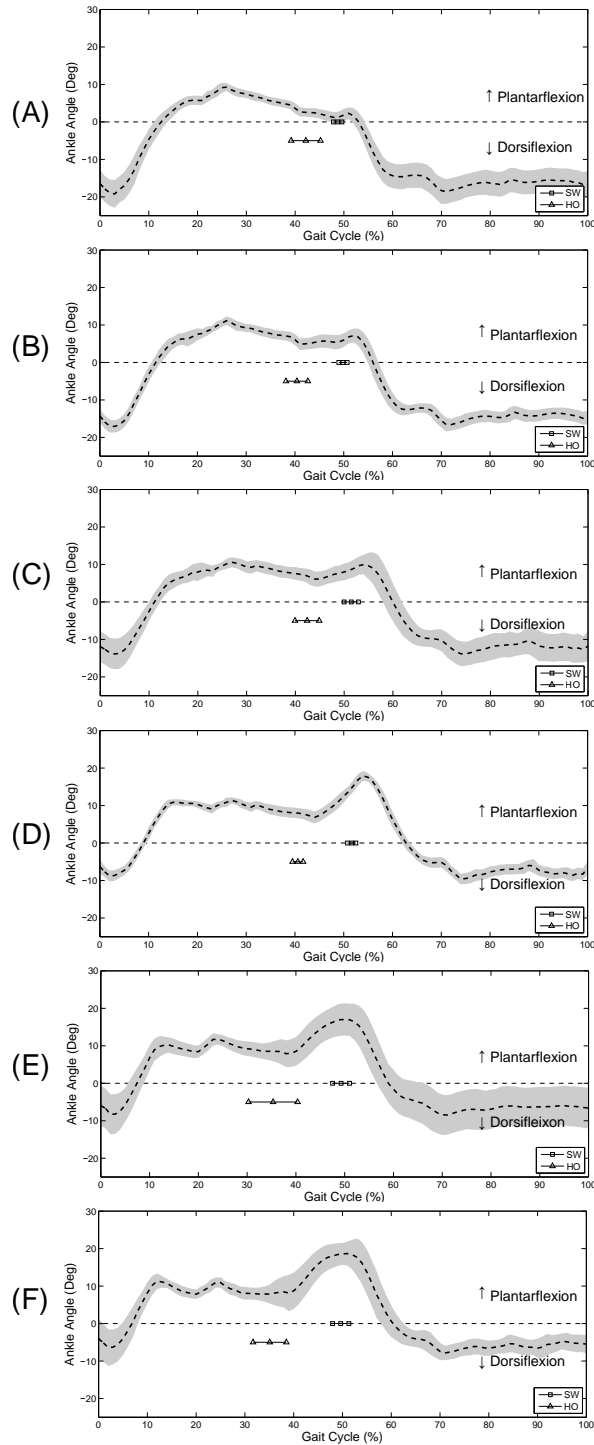 (A)
Ankle Angle (Deg)
30
20
10
0
−10
−20
↑ Plantarflexion
↓ Dorsiflexion
SW
HO
0 10 20 30 40 50 60 70 80 90 100
Gait Cycle (%)
(B)
Ankle Angle (Deg)
30
20
10
0
−10
−20
↑ Plantarflexion
↓ Dorsiflexion
SW
HO
0 10 20 30 40 50 60 70 80 90 100
Gait Cycle (%)
(C)
Ankle Angle (Deg)
30
20
10
0
−10
−20
↑ Plantarflexion
↓ Dorsiflexion
SW
HO
0 10 20 30 40 50 60 70 80 90 100
Gait Cycle (%)
(D)
Ankle Angle (Deg)
30
20
10
0
−10
−20
↑ Plantarflexion
↓ Dorsiflexion
SW
HO
0 10 20 30 40 50 60 70 80 90 100
Gait Cycle (%)
(E)
Ankle Angle (Deg)
30
20
10
0
−10
−20
↑ Plantarflexion
↓ Dorsifleixon
SW
HO
0 10 20 30 40 50 60 70 80 90 100
Gait Cycle (%)
(F)
Ankle Angle (Deg)
30
20
10
0
−10
−20
↑ Plantarflexion
↓ Dorsiflexion
SW
HO
0 10 20 30 40 50 60 70 80 90 100
Gait Cycle (%)